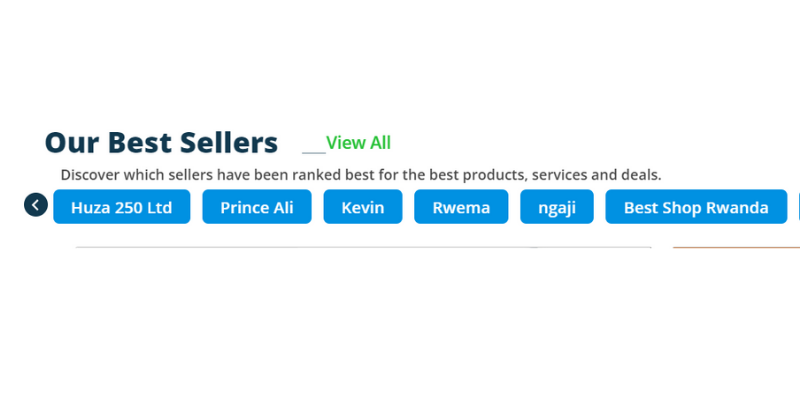 Our Best Sellers View All
Discover which sellers have been ranked best for the best products, services and deals.
Huza 250 Ltd Prince Ali Kevin Rwema ngaji Best Shop Rwanda